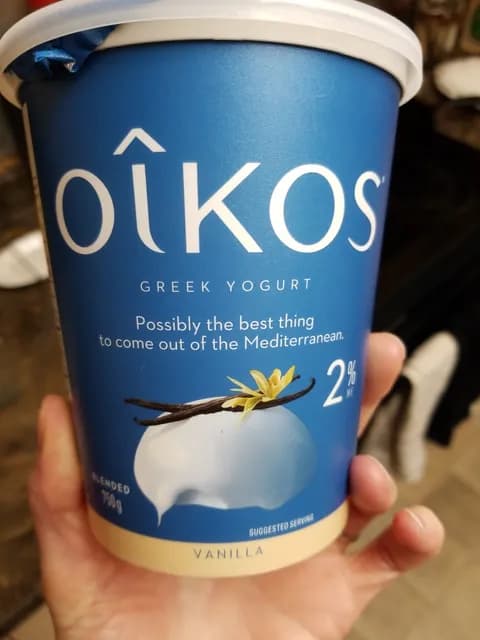 OÎKOS
GREEK YOGURT
Possibly the best thing
to come out of the Mediterranean.
2%
BLENDED
750g
SUGGESTED SERVING
VANILLA